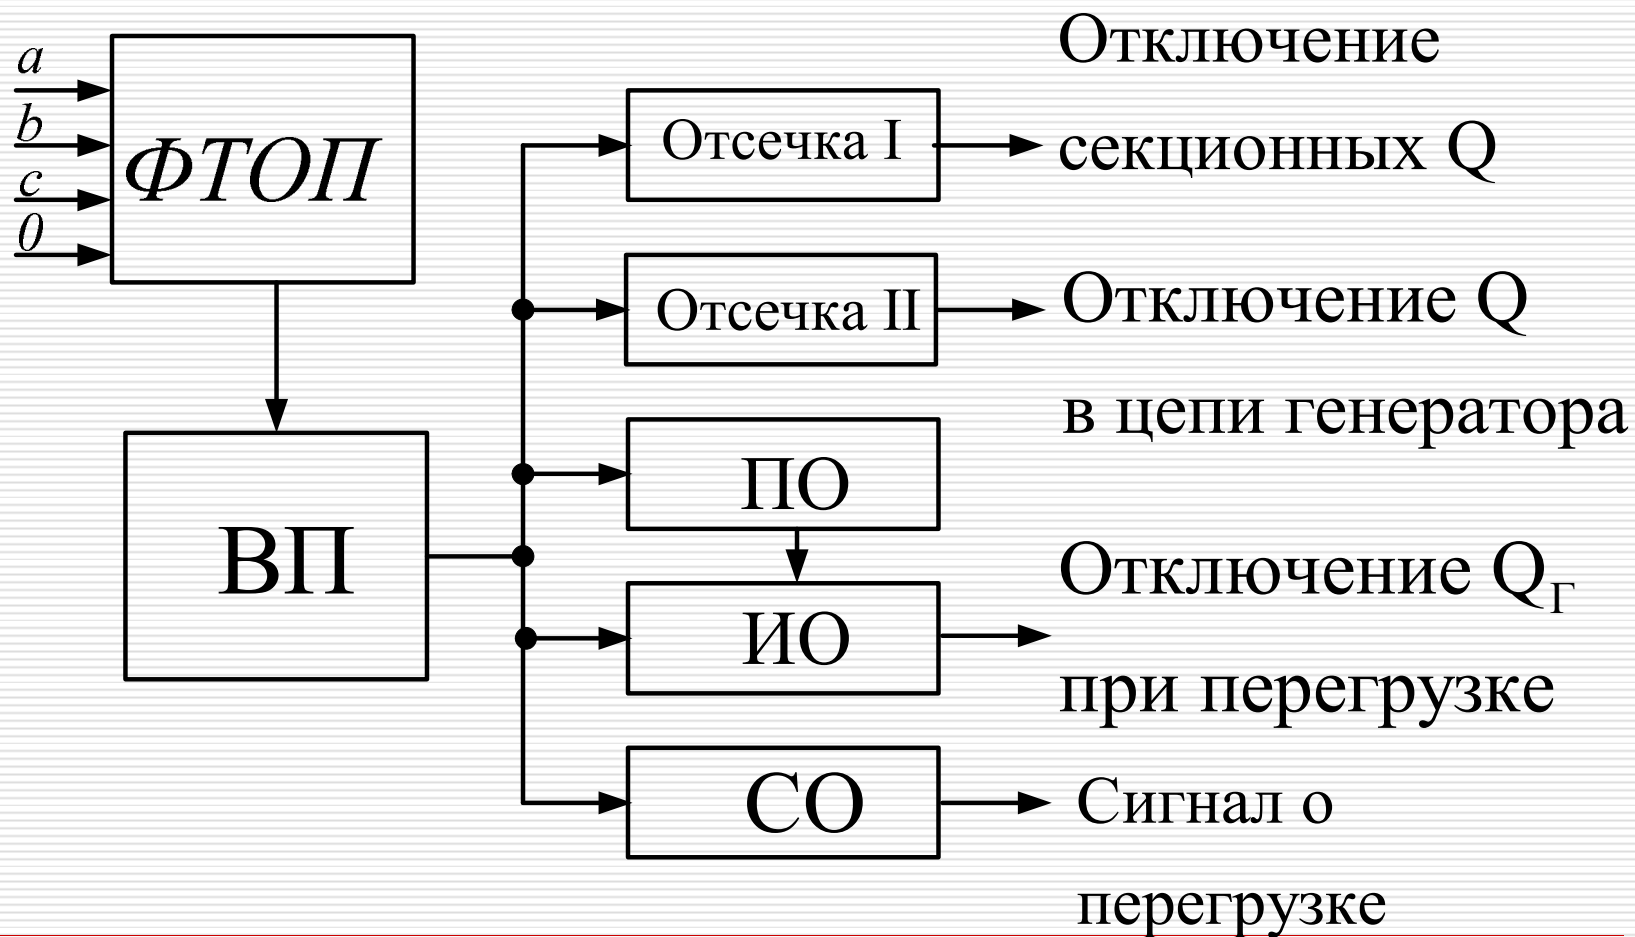 a
b
c
0
ФТОП
ВП
Отсечка I
Отключение
секционных Q
Отсечка II
Отключение Q
в цепи генератора
ПО
ИО
Отключение QГ
при перегрузке
СО
Сигнал о
перегрузке